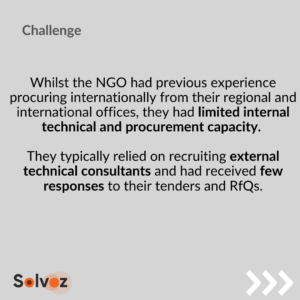 Challenge
Whilst the NGO had previous experience
procuring internationally from their regional and
international offices, they had limited internal
technical and procurement capacity.
They typically relied on recruiting external
technical consultants and had received few
responses to their tenders and RfQs.
Solvoz